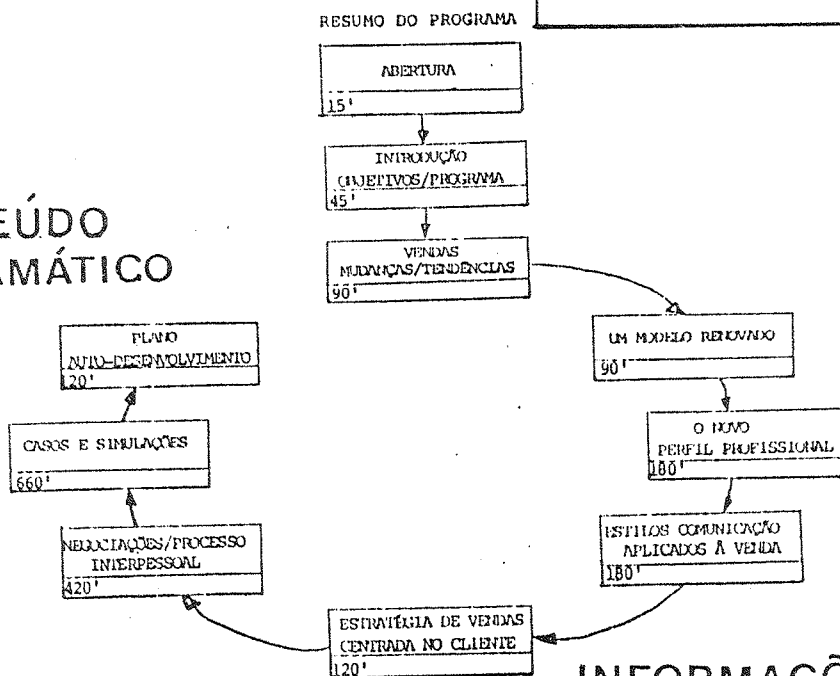 RESUMO DO PROGRAMA
ABERTURA
15'
INTRODUÇÃO
OBJETIVOS/PROGRAMA
45'
EÚDO
AMÁTICO
VENDAS
MUDANÇAS/TENDÊNCIAS
90'
UM MODELO RENOVADO
90'
O NOVO
PERFIL PROFISSIONAL
180'
ESTILOS COMUNICAÇÃO
APLICADOS À VENDA
180'
ESTRATÉGIA DE VENDAS
CENTRADA NO CLIENTE
120'
NEGOCIAÇÕES/PROCESSO
INTERPESSOAL
420'
CASOS E SIMULAÇÕES
660'
PLANO
AUTO-DESENVOLVIMENTO
120'